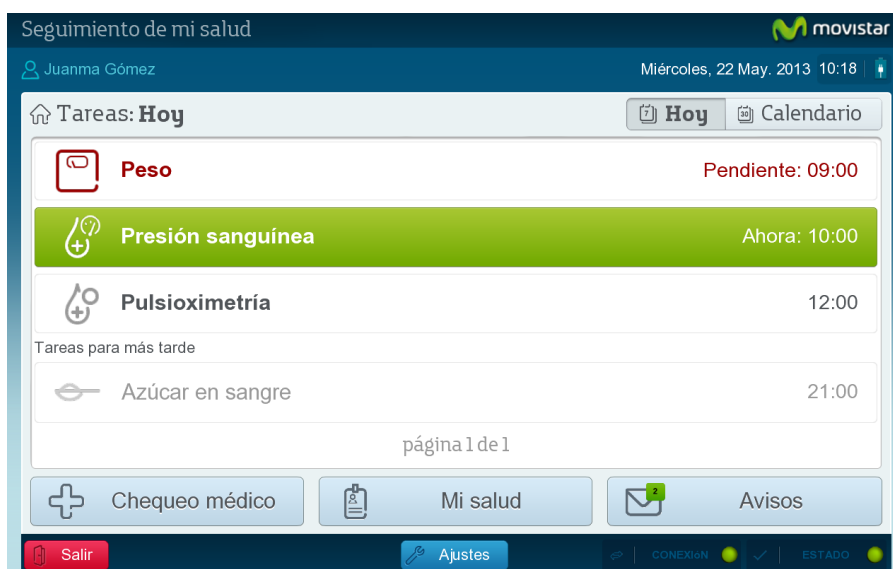 Seguimiento de mi salud
movistar
Juanma Gómez
Miércoles, 22 May. 2013 10:18
Tareas: Hoy
7 Hoy
30 Calendario
Peso
Pendiente: 09:00
Presión sanguínea
Ahora: 10:00
Pulsioximetría
12:00
Tareas para más tarde
Azúcar en sangre
21:00
página 1 de 1
Chequeo médico
Mi salud
2
Avisos
Salir
Ajustes
CONEXIóN
ESTADO